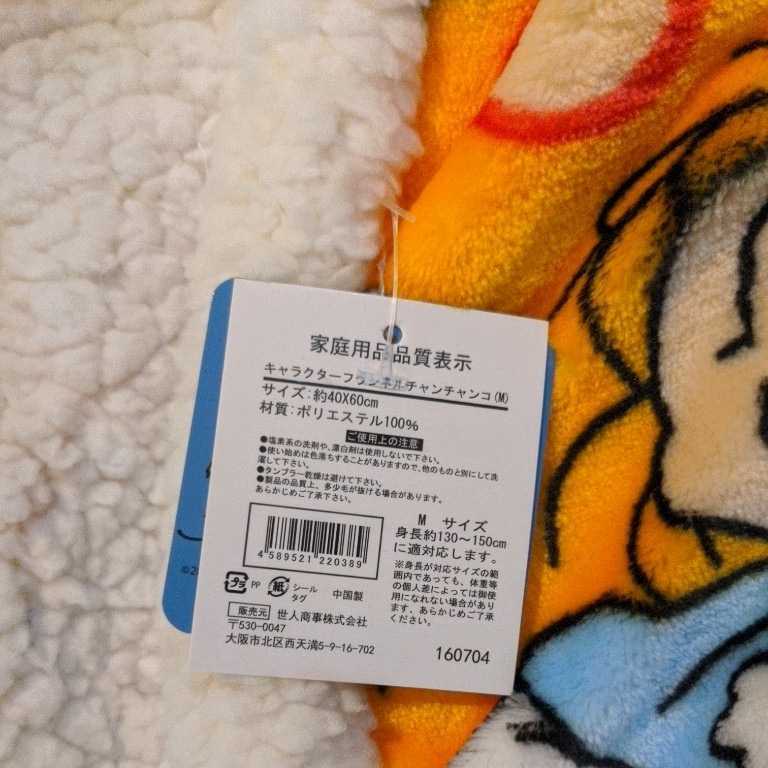 家庭用品品質表示
キャラクターフランネルチャンチャンコ(M)
サイズ:約40X60cm
材質:ポリエステル100%
ご使用上の注意
●塩素系の洗剤や、漂白剤は使用しないで下さい。
●使い始めは色落ちすることがありますので、他のものと別にして洗
濯して下さい。
●タンブラー乾燥は避けて下さい。
●製品の品質上、多少毛が抜ける場合があります。
あらかじめご了承下さい。
4 589521 220389
プラ PP 紙 シール
タグ
中国製
M サイズ
身長約130~150cm
に適対応します。
※身長が対応サイズの範
囲内であっても、体重等
の個人差によっては御使
用になれない場合があり
ます、あらかじめご了承
ください。
販売元 世人商事株式会社
〒530-0047
大阪市北区西天満5-9-16-702
160704